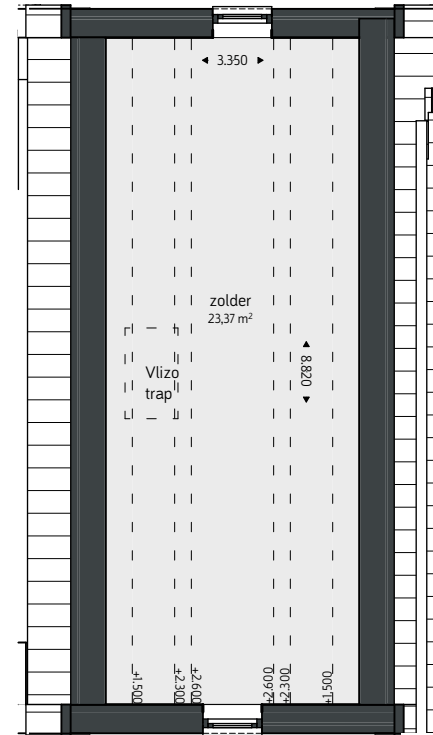 3.350
zolder
23,37 m²
8.820
Vlizo
trap
+1.500
+2.300
+2.600
+2.600
+2.300
+1.500